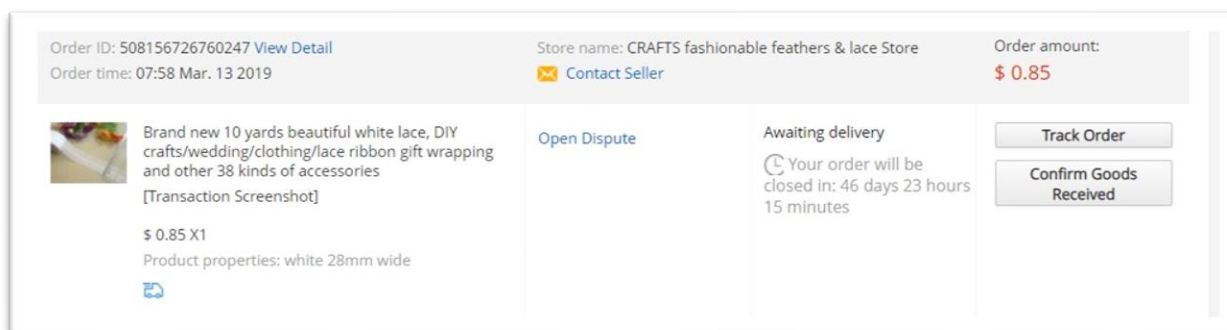 Order ID: 508156726760247 View Detail
Order time: 07:58 Mar. 13 2019
Store name: CRAFTS fashionable feathers & lace Store
Contact Seller
Order amount:
$ 0.85
Brand new 10 yards beautiful white lace, DIY
crafts/wedding/clothing/lace ribbon gift wrapping
and other 38 kinds of accessories
[Transaction Screenshot]
$ 0.85 X1
Product properties: white 28mm wide
Open Dispute
Awaiting delivery
Your order will be
closed in: 46 days 23 hours
15 minutes
Track Order
Confirm Goods
Received